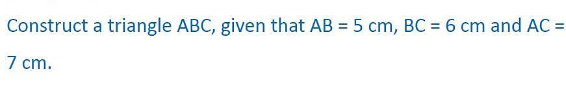 Construct a triangle ABC, given that AB = 5 cm, BC = 6 cm and AC =
7 cm.